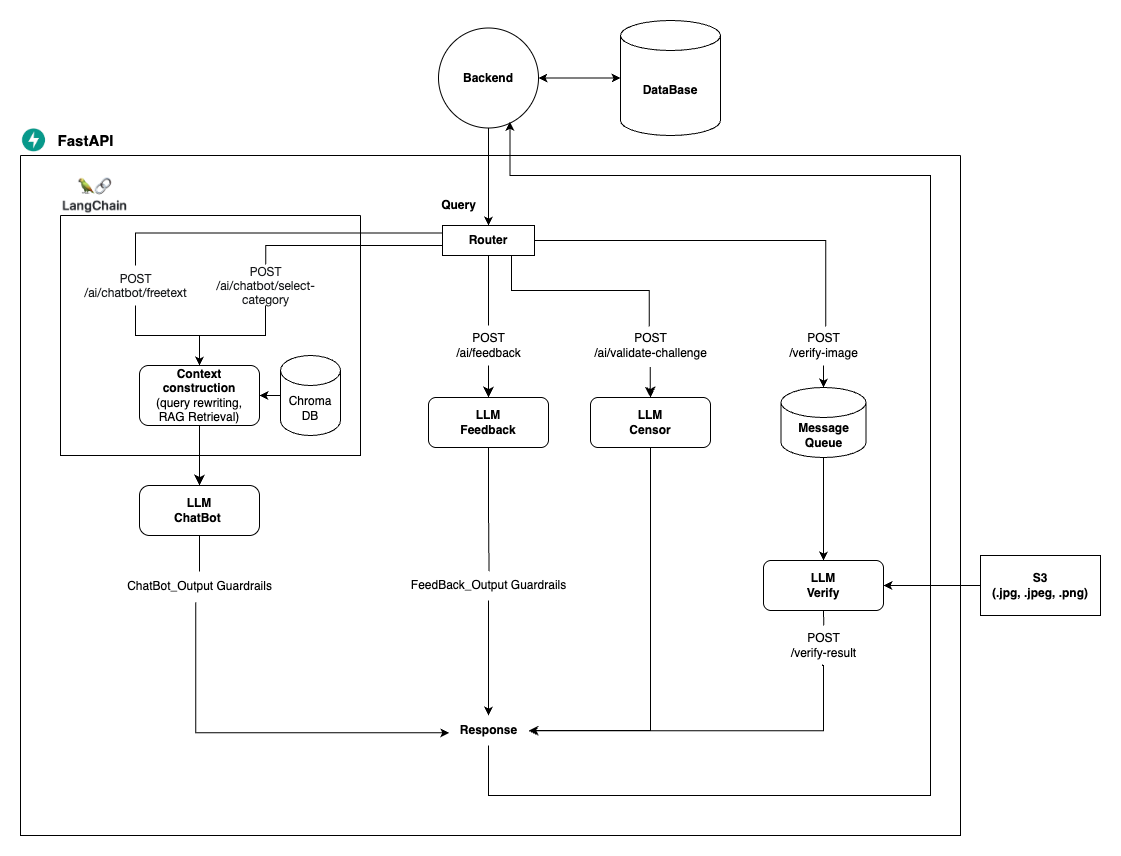 Backend
DataBase
FastAPI
LangChain
Query
Router
POST
/ai/chatbot/freetext
POST
/ai/chatbot/select-
category
POST
/ai/feedback
POST
/ai/validate-challenge
POST
/verify-image
Context
construction
(query rewriting,
RAG Retrieval)
Chroma
DB
LLM
Feedback
LLM
Censor
Message
Queue
LLM
ChatBot
ChatBot_Output Guardrails
FeedBack_Output Guardrails
LLM
Verify
S3
(.jpg, .jpeg, .png)
POST
/verify-result
Response